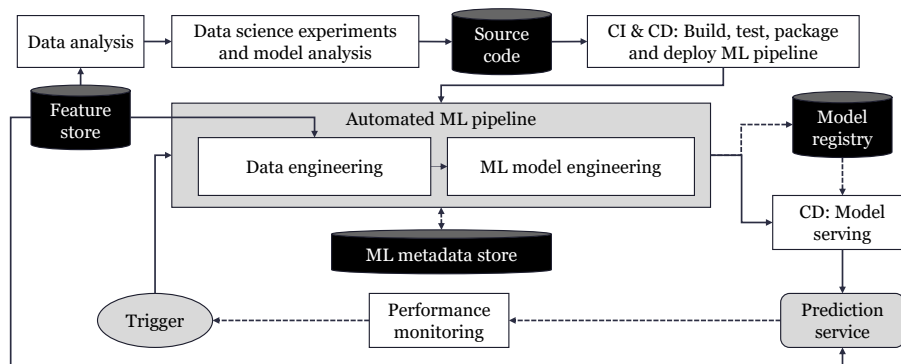 Data analysis
Data science experiments
and model analysis
Source
code
CI & CD: Build, test, package
and deploy ML pipeline
Feature
store
Automated ML pipeline
Data engineering
ML model engineering
Model
registry
CD: Model
serving
ML metadata store
Trigger
Performance
monitoring
Prediction
service